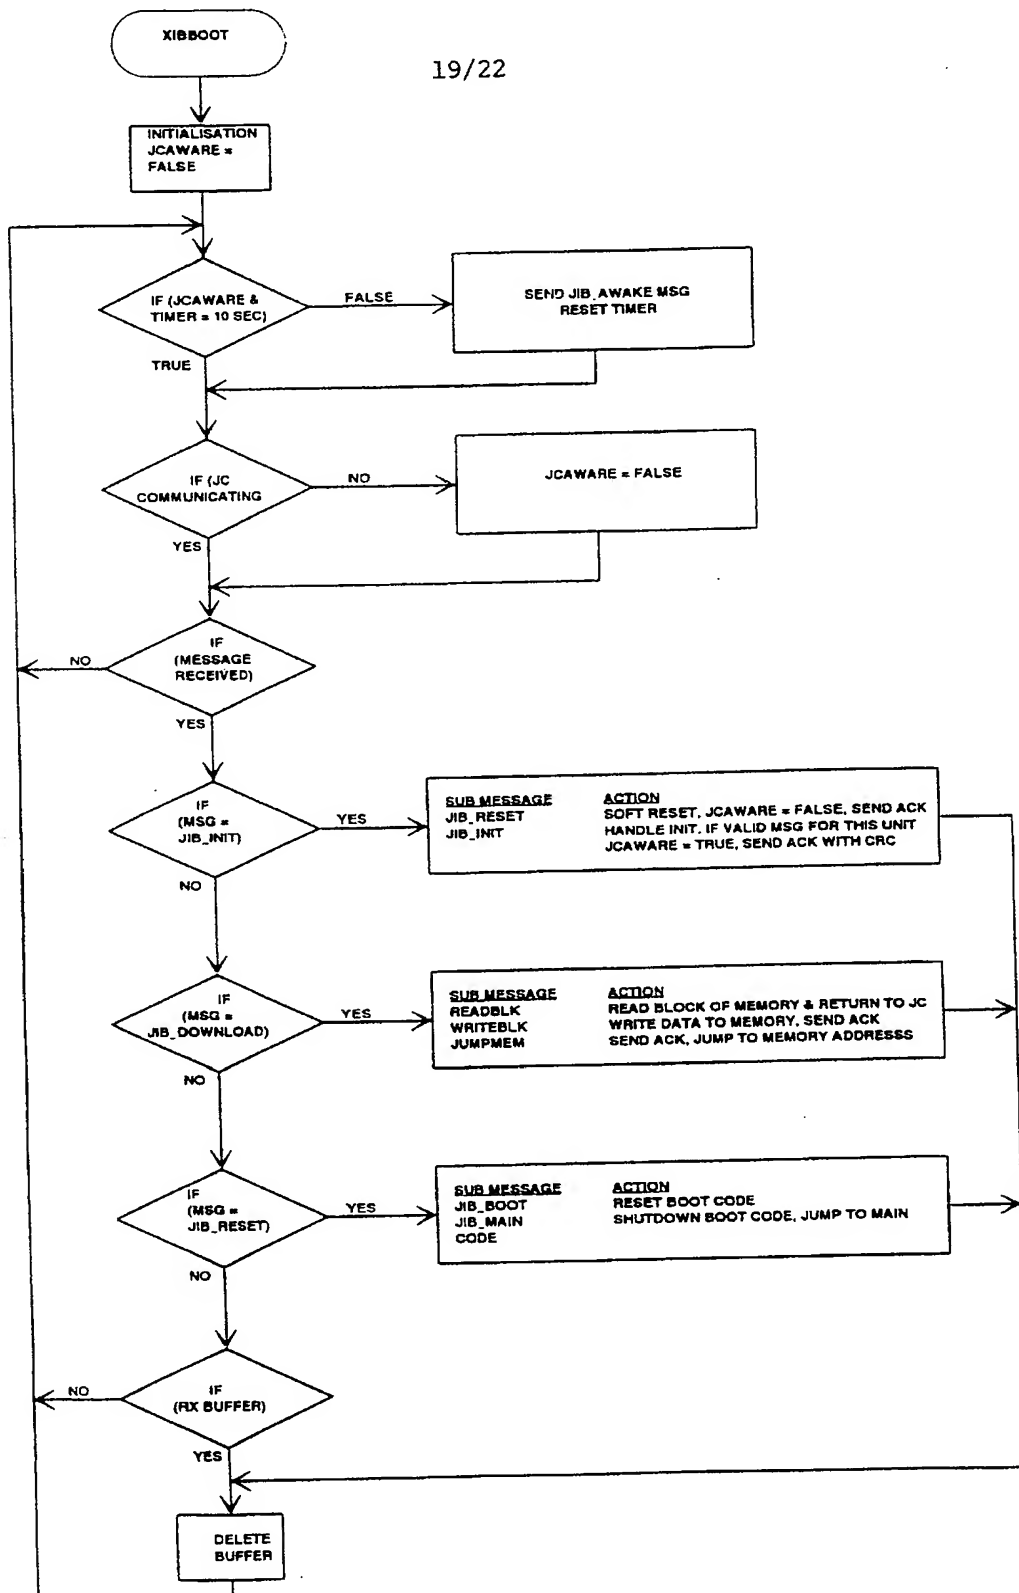 XIBBOOT
19/22
INITIALISATION
JCAWARE =
FALSE
IF (JCAWARE &
TIMER = 10 SEC)
FALSE
SEND JIB_AWAKE MSG
RESET TIMER
TRUE
IF (JC
COMMUNICATING
NO
JCAWARE = FALSE
YES
IF
(MESSAGE
RECEIVED)
NO
YES
IF
(MSG =
JIB_INIT)
YES
SUB MESSAGE ACTION
JIB_RESET SOFT RESET, JCAWARE = FALSE, SEND ACK
JIB_INIT HANDLE INIT. IF VALID MSG FOR THIS UNIT
JCAWARE = TRUE, SEND ACK WITH CRC
NO
IF
(MSG =
JIB_DOWNLOAD)
YES
SUB MESSAGE ACTION
READBLK READ BLOCK OF MEMORY & RETURN TO JC
WRITEBLK WRITE DATA TO MEMORY, SEND ACK
JUMPMEM SEND ACK, JUMP TO MEMORY ADDRESSS
NO
IF
(MSG =
JIB_RESET)
YES
SUB MESSAGE ACTION
JIB_BOOT RESET BOOT CODE
JIB_MAIN SHUTDOWN BOOT CODE, JUMP TO MAIN
CODE
NO
IF
(RX BUFFER)
NO
YES
DELETE
BUFFER